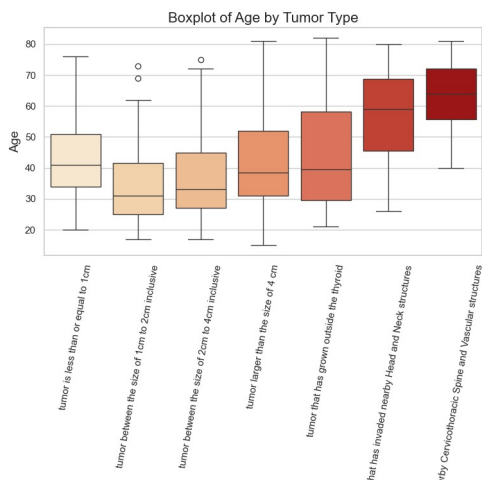 Boxplot of Age by Tumor Type
Age
80
70
60
50
40
30
20
tumor is less than or equal to 1cm
tumor between the size of 1cm to 2cm inclusive
tumor between the size of 2cm to 4cm inclusive
tumor larger than the size of 4 cm
tumor that has grown outside the thyroid
hat has invaded nearby Head and Neck structures
rby Cervicothoracic Spine and Vascular structures